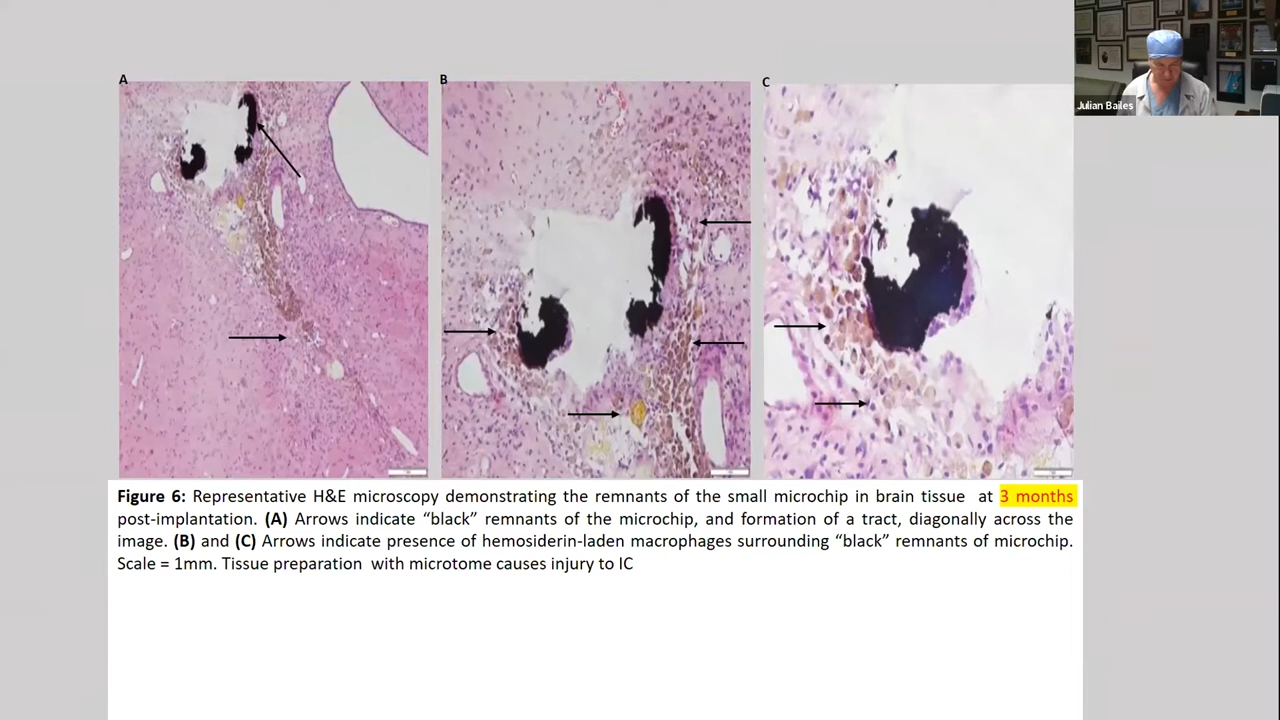 A
B
C
Julian Bailes
Figure 6: Representative H&E microscopy demonstrating the remnants of the small microchip in brain tissue at 3 months
post-implantation. (A) Arrows indicate “black” remnants of the microchip, and formation of a tract, diagonally across the
image. (B) and (C) Arrows indicate presence of hemosiderin-laden macrophages surrounding “black” remnants of microchip.
Scale = 1mm. Tissue preparation with microtome causes injury to IC